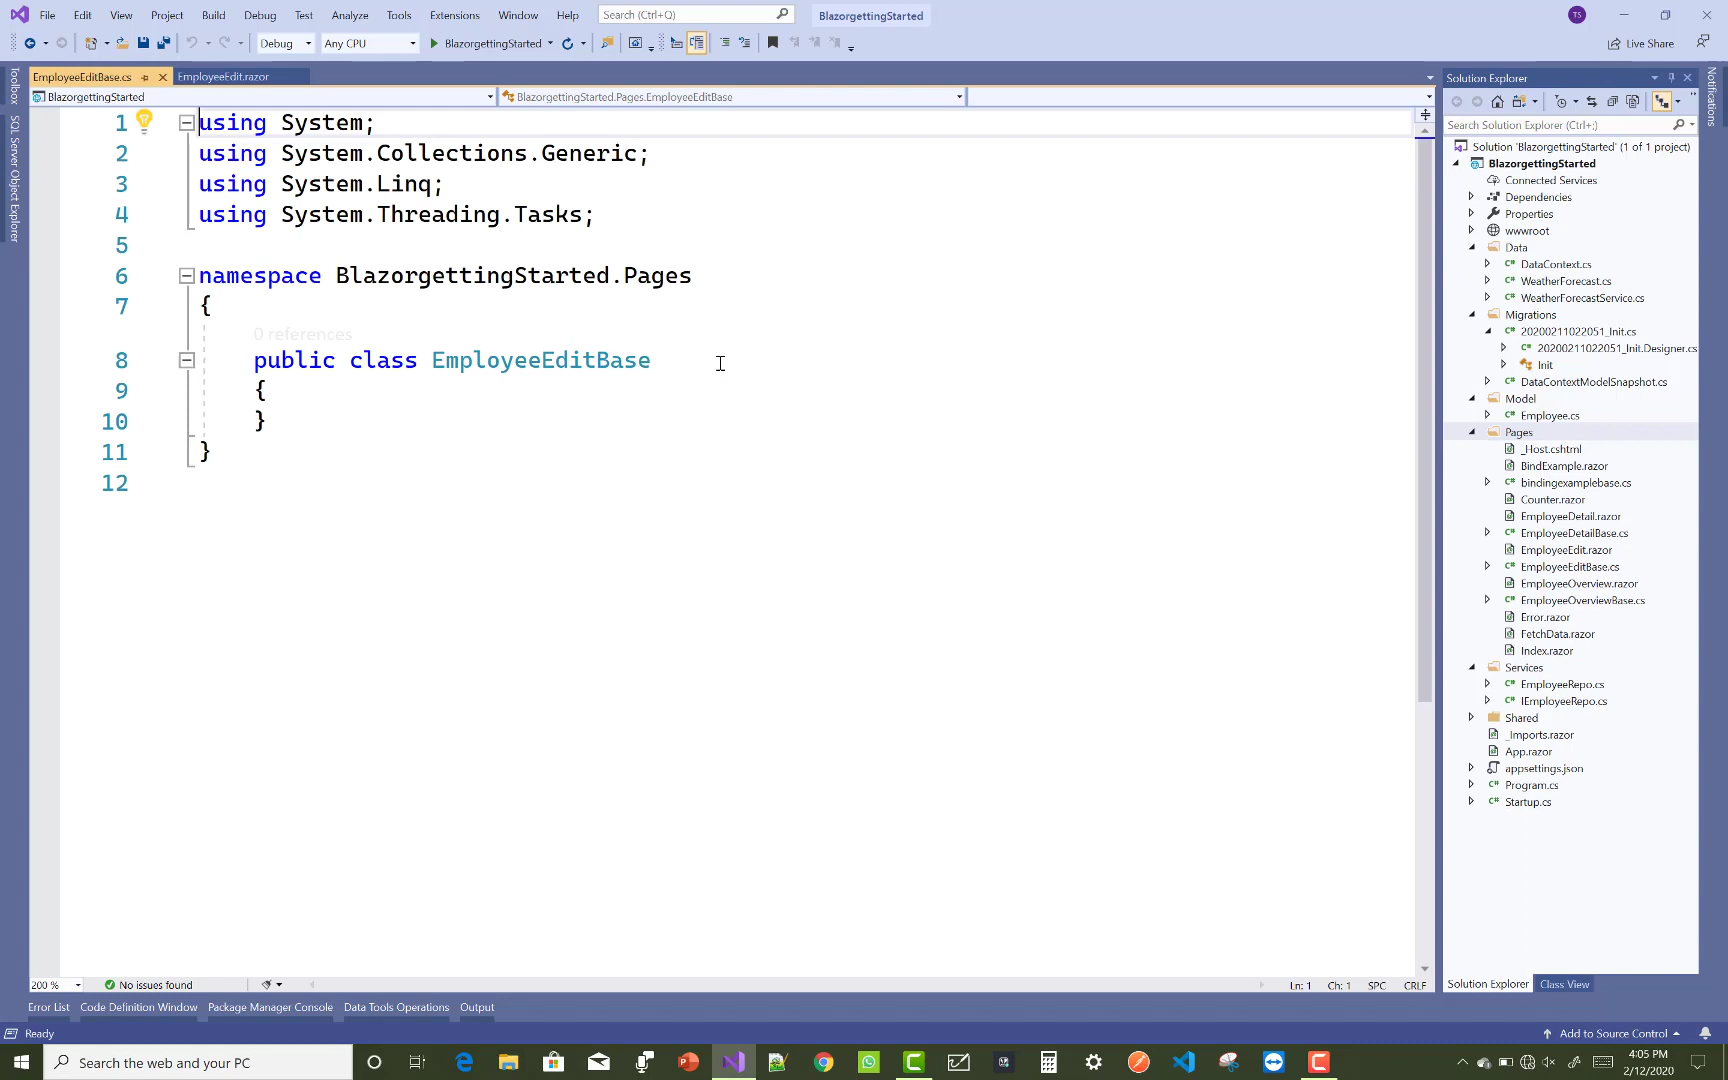 File Edit View Project Build Debug Test Analyze Tools Extensions Window Help Search (Ctrl+Q) BlazorgettingStarted TS
Debug Any CPU BlazorgettingStarted Live Share
EmployeeEditBase.cs EmployeeEdit.razor
BlazorgettingStarted BlazorgettingStarted.Pages.EmployeeEditBase
Toolbox
SQL Server Object Explorer
1 using System;
2 using System.Collections.Generic;
3 using System.Linq;
4 using System.Threading.Tasks;
5
6 namespace BlazorgettingStarted.Pages
7 {
0 references
8 public class EmployeeEditBase
9 {
10 }
11 }
12
200 % No issues found Ln: 1 Ch: 1 SPC CRLF
Solution Explorer
Search Solution Explorer (Ctrl+;)
Solution 'BlazorgettingStarted' (1 of 1 project)
BlazorgettingStarted
Connected Services
Dependencies
Properties
wwwroot
Data
C# DataContext.cs
C# WeatherForecast.cs
C# WeatherForecastService.cs
Migrations
C# 20200211022051_Init.cs
C# 20200211022051_Init.Designer.cs
Init
C# DataContextModelSnapshot.cs
Model
C# Employee.cs
Pages
_Host.cshtml
BindExample.razor
C# bindingexamplebase.cs
Counter.razor
EmployeeDetail.razor
C# EmployeeDetailBase.cs
EmployeeEdit.razor
C# EmployeeEditBase.cs
EmployeeOverview.razor
C# EmployeeOverviewBase.cs
Error.razor
FetchData.razor
Index.razor
Services
C# EmployeeRepo.cs
C# IEmployeeRepo.cs
Shared
_Imports.razor
App.razor
appsettings.json
C# Program.cs
C# Startup.cs
Solution Explorer Class View
Notifications
Error List Code Definition Window Package Manager Console Data Tools Operations Output
Ready Add to Source Control
Search the web and your PC
4:05 PM
2/12/2020